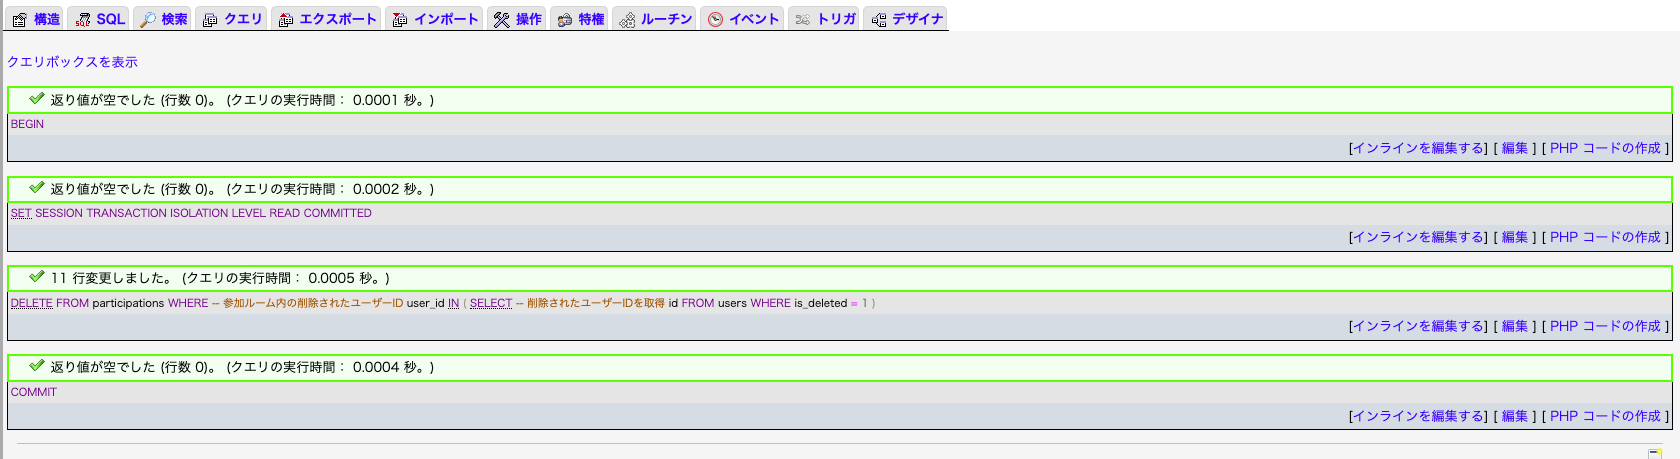 構造 SQL 検索 クエリ エクスポート インポート 操作 特権 ルーチン イベント トリガ デザイナ
クエリボックスを表示
返り値が空でした (行数 0)。 (クエリの実行時間： 0.0001 秒。)
BEGIN
[インラインを編集する] [ 編集 ] [ PHP コードの作成 ]
返り値が空でした (行数 0)。 (クエリの実行時間： 0.0002 秒。)
SET SESSION TRANSACTION ISOLATION LEVEL READ COMMITTED
[インラインを編集する] [ 編集 ] [ PHP コードの作成 ]
11 行変更しました。 (クエリの実行時間： 0.0005 秒。)
DELETE FROM participations WHERE -- 参加ルーム内の削除されたユーザーID user_id IN ( SELECT -- 削除されたユーザーIDを取得 id FROM users WHERE is_deleted = 1 )
[インラインを編集する] [ 編集 ] [ PHP コードの作成 ]
返り値が空でした (行数 0)。 (クエリの実行時間： 0.0004 秒。)
COMMIT
[インラインを編集する] [ 編集 ] [ PHP コードの作成 ]